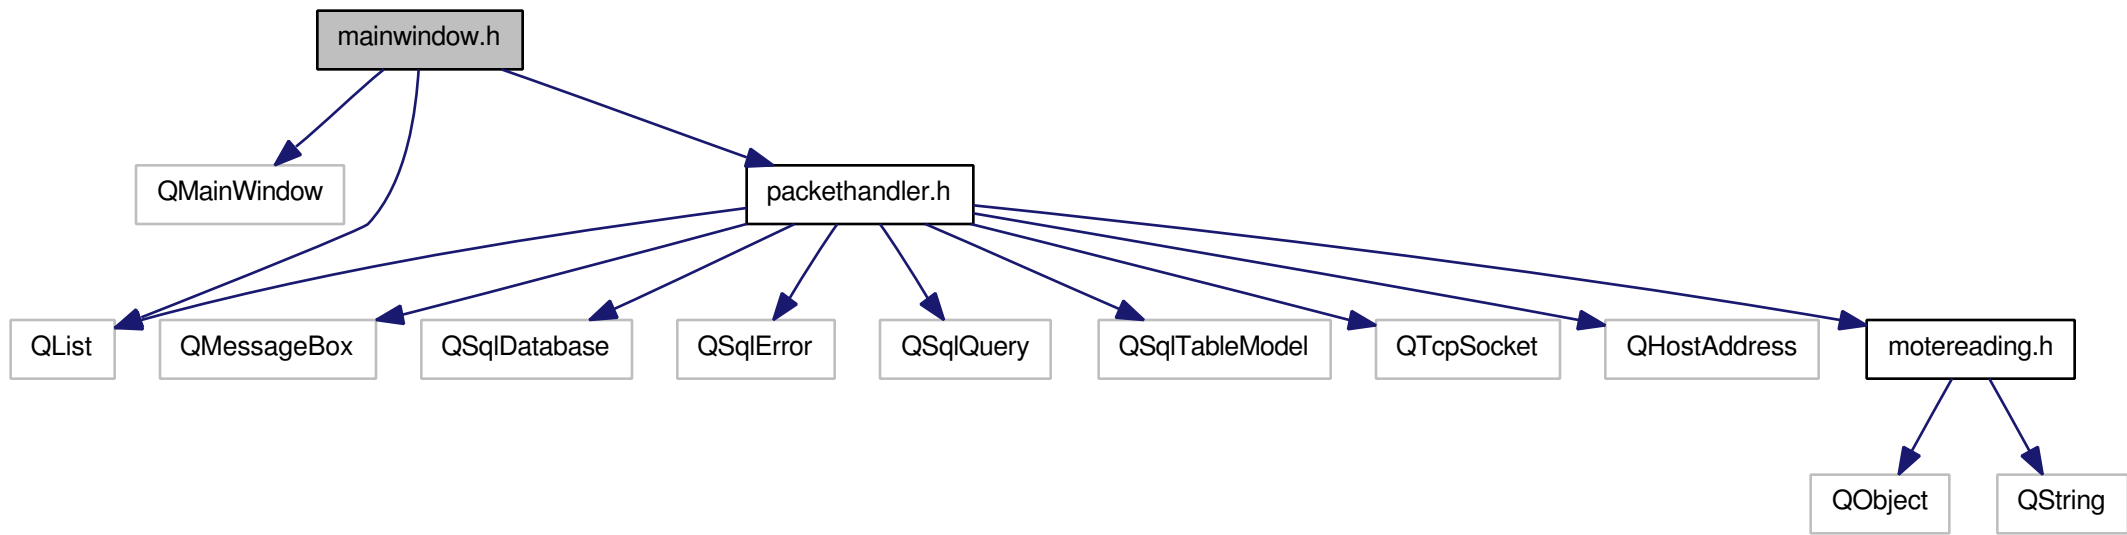 mainwindow.h
QMainWindow
packethandler.h
QList
QMessageBox
QSqlDatabase
QSqlError
QSqlQuery
QSqlTableModel
QTcpSocket
QHostAddress
motereading.h
QObject
QString